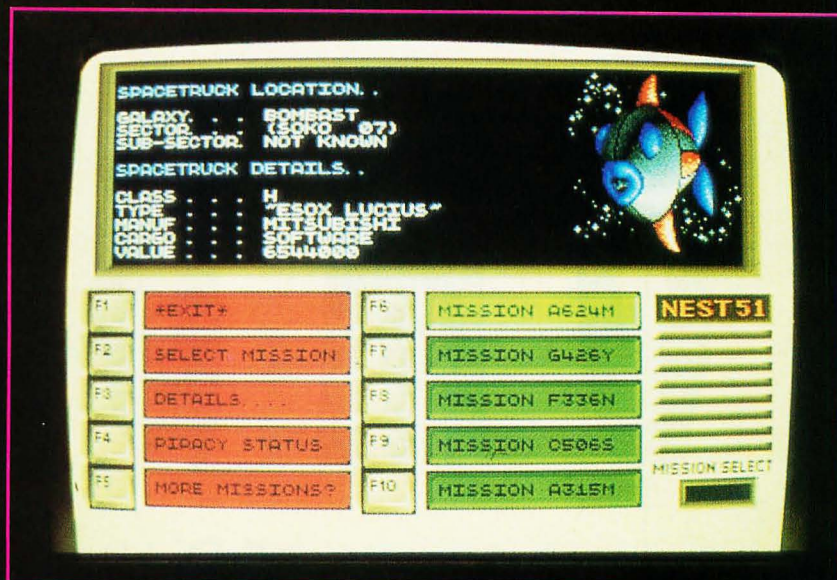 SPACETRUCK LOCATION..
GALAXY. . . BOMBAST
SECTOR. . . (SOKO 07)
SUB-SECTOR. NOT KNOWN
SPACETRUCK DETAILS..
CLASS . . . H
TYPE . . . "ESOX LUCIUS"
MANUF . . . MITSUBISHI
CARGO . . . SOFTWARE
VALUE . . . 6544000
F1 *EXIT* F6 MISSION A624M NEST51
F2 SELECT MISSION F7 MISSION G426Y
F3 DETAILS.... F8 MISSION F336N
F4 PIRACY STATUS F9 MISSION C506S
MISSION SELECT
F5 MORE MISSIONS? F10 MISSION A315M